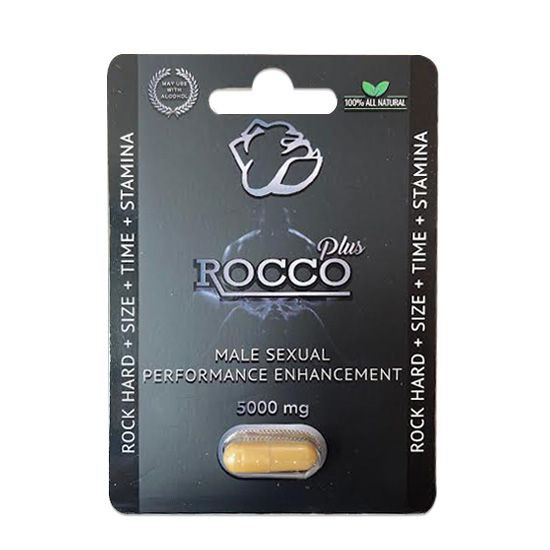 MAY USE
WITH
ALCOHOL
100% ALL NATURAL
ROCK HARD + SIZE + TIME + STAMINA
ROCCO Plus
MALE SEXUAL
PERFORMANCE ENHANCEMENT
5000 mg
ROCK HARD + SIZE + TIME + STAMINA